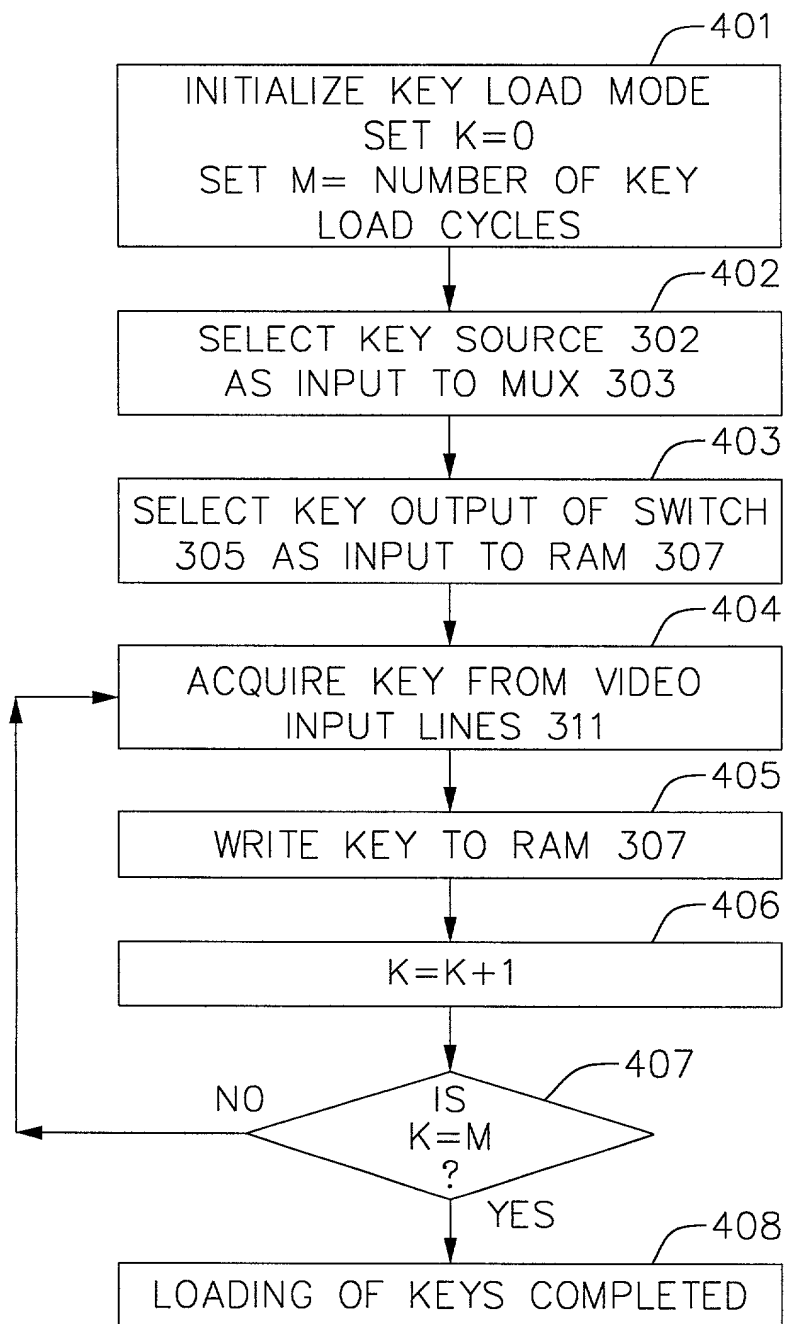 401
INITIALIZE KEY LOAD MODE
SET K=0
SET M= NUMBER OF KEY
LOAD CYCLES
402
SELECT KEY SOURCE 302
AS INPUT TO MUX 303
403
SELECT KEY OUTPUT OF SWITCH
305 AS INPUT TO RAM 307
404
ACQUIRE KEY FROM VIDEO
INPUT LINES 311
405
WRITE KEY TO RAM 307
406
K=K+1
407
NO
IS
K=M
?
YES
408
LOADING OF KEYS COMPLETED